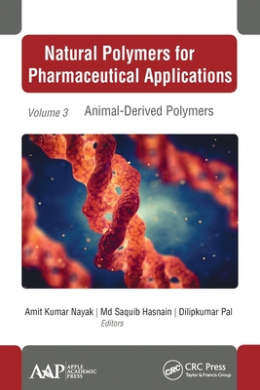 Natural Polymers for
Pharmaceutical Applications
Volume 3 Animal-Derived Polymers
Amit Kumar Nayak | Md Saquib Hasnain | Dilipkumar Pal
Editors
AAP APPLE
ACADEMIC
PRESS
CRC Press
Taylor & Francis Group